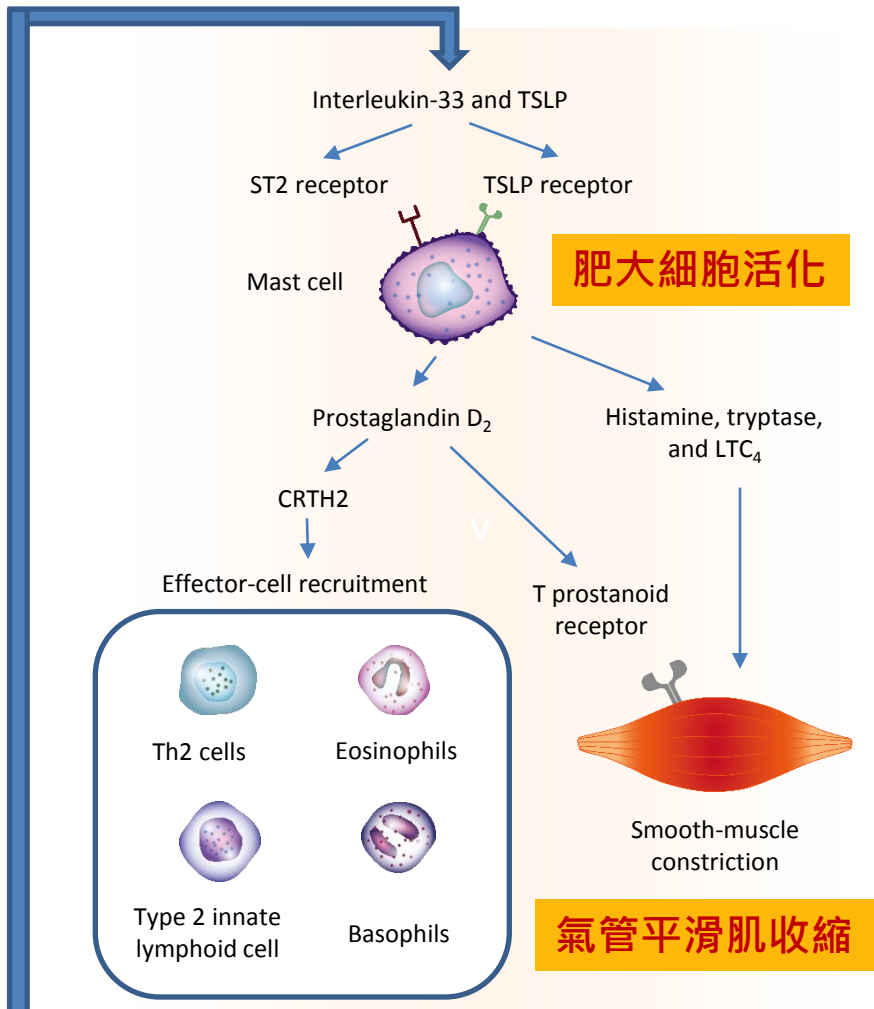 Interleukin-33 and TSLP
ST2 receptor
TSLP receptor
Mast cell
肥大細胞活化
Prostaglandin D₂
Histamine, tryptase,
and LTC₄
CRTH2
V
Effector-cell recruitment
T prostanoid
receptor
Th2 cells
Eosinophils
Type 2 innate
lymphoid cell
Basophils
Smooth-muscle
constriction
氣管平滑肌收縮